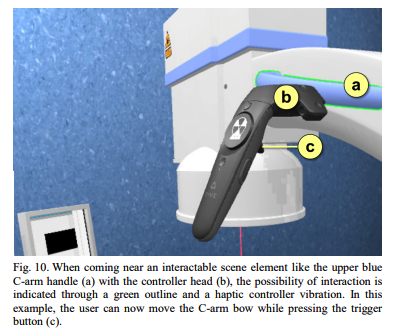 a
b
c
Fig. 10. When coming near an interactable scene element like the upper blue
C-arm handle (a) with the controller head (b), the possibility of interaction is
indicated through a green outline and a haptic controller vibration. In this
example, the user can now move the C-arm bow while pressing the trigger
button (c).